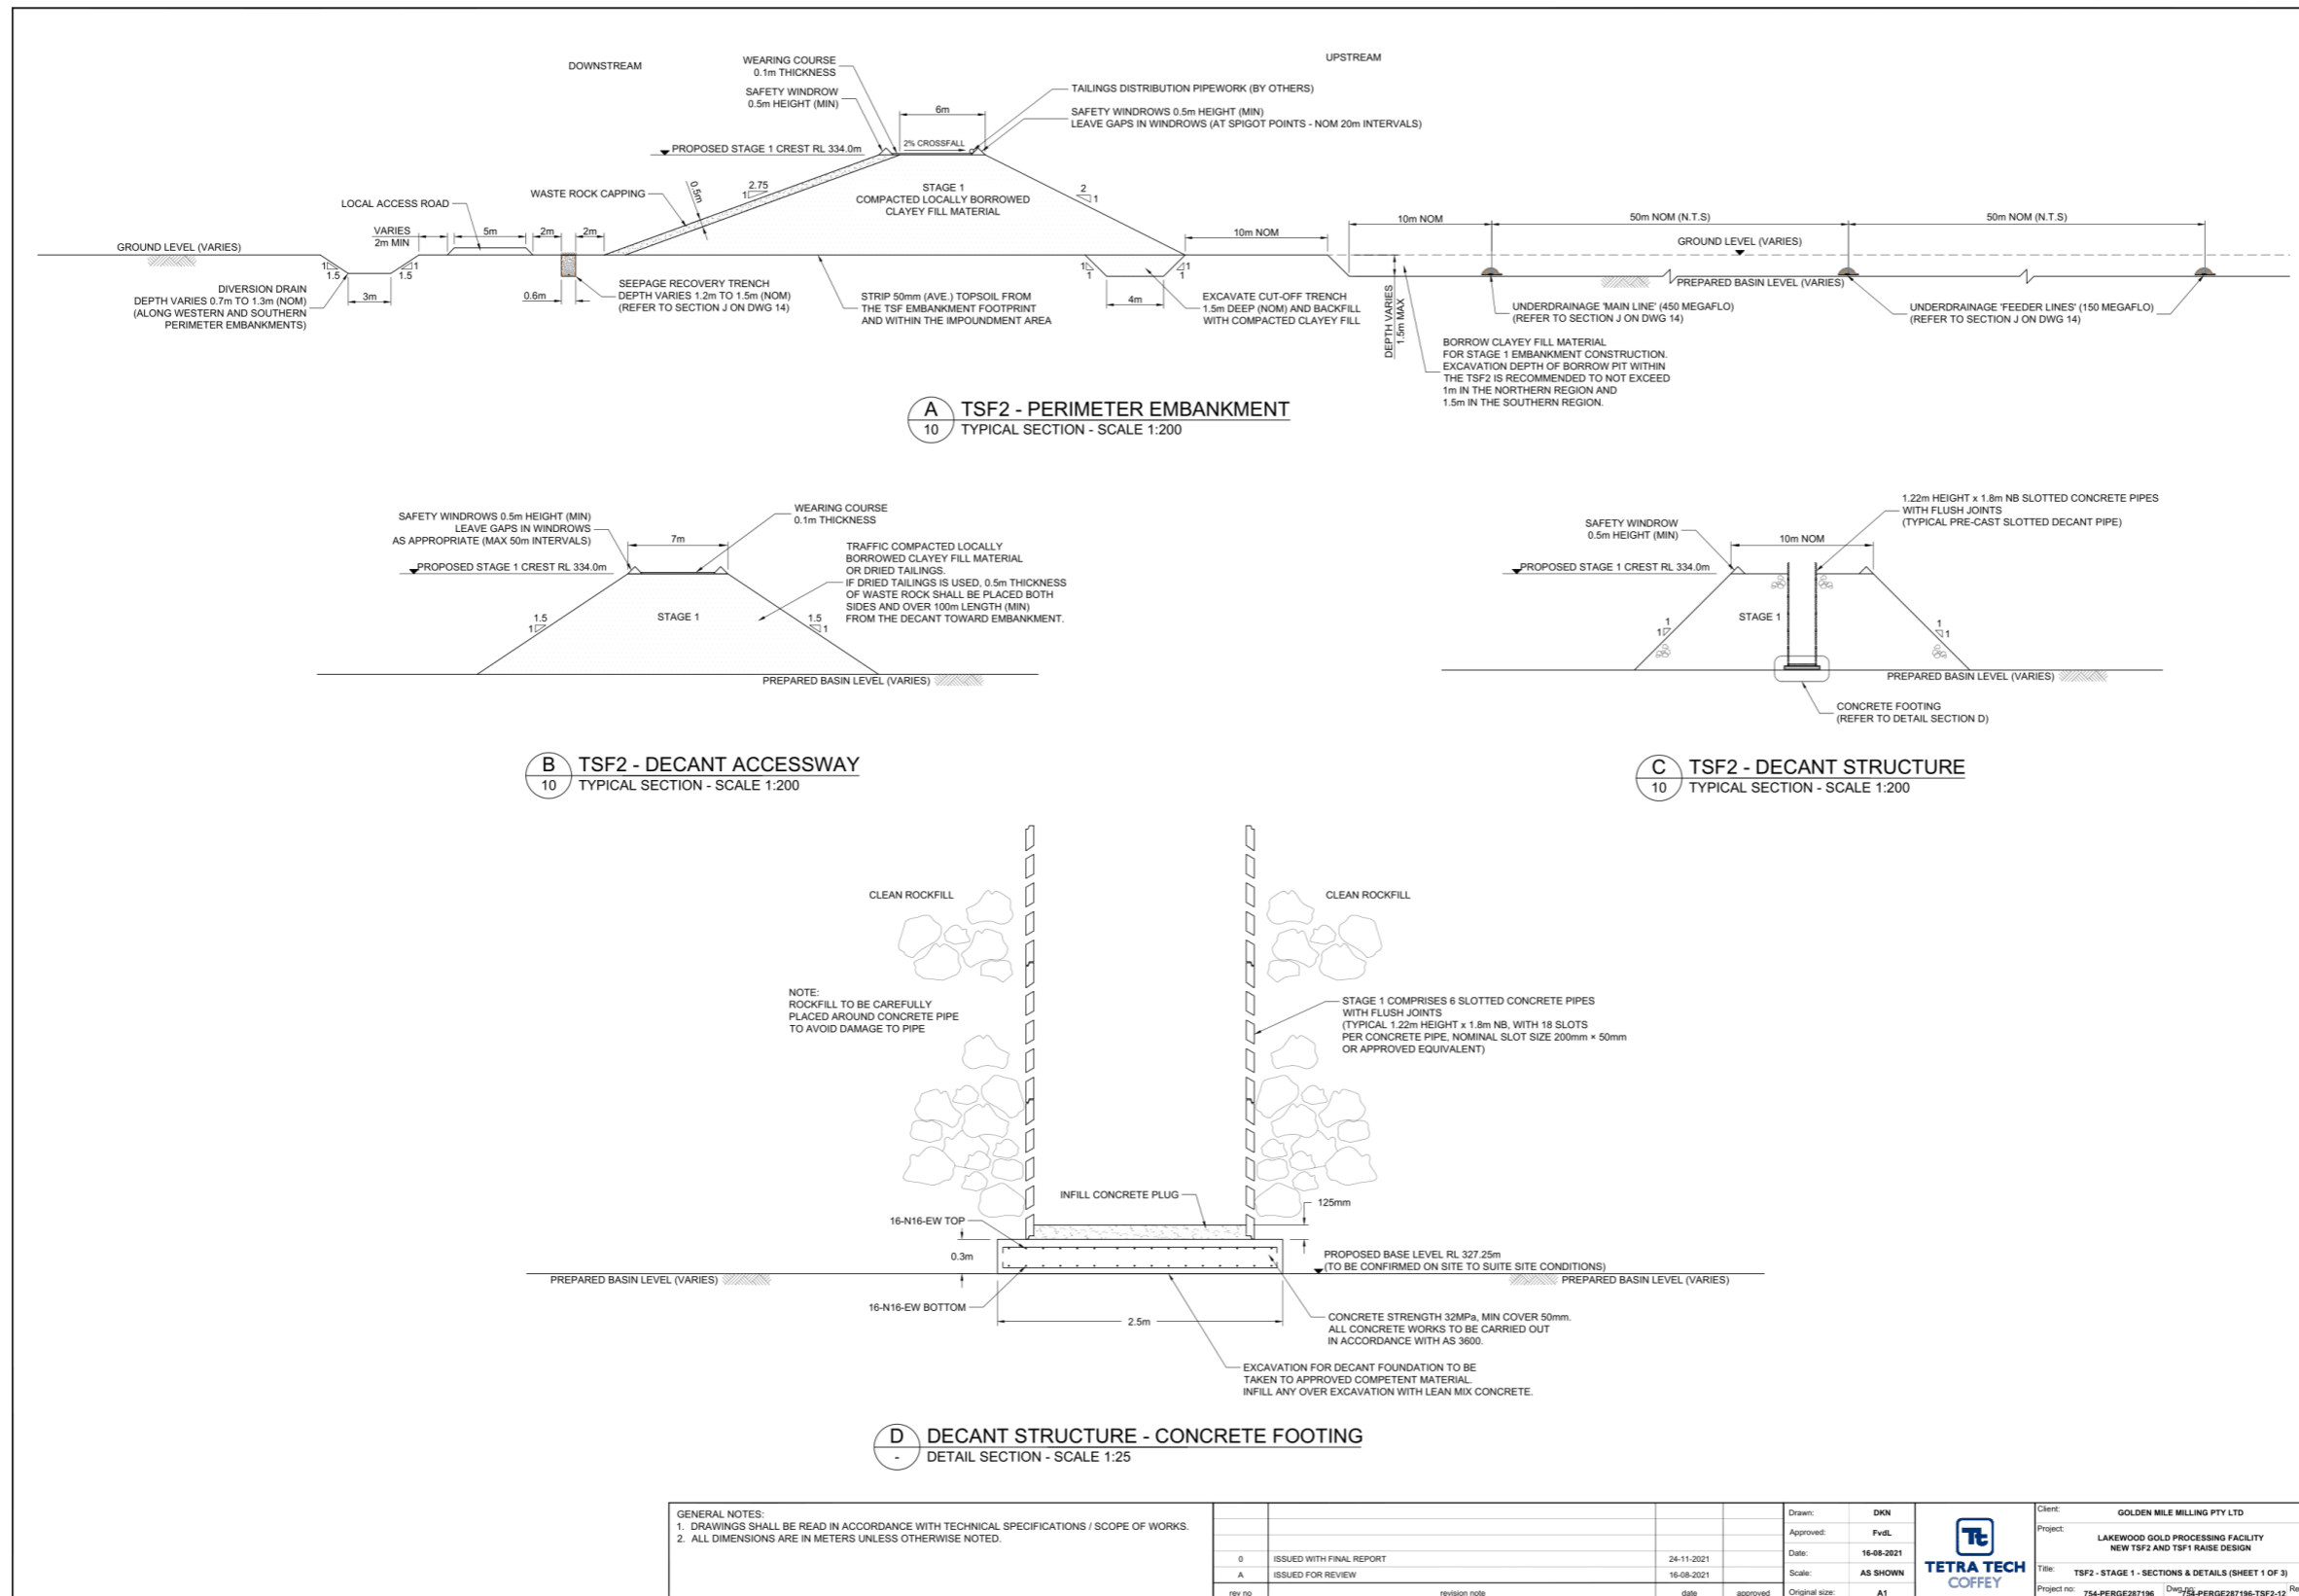 DOWNSTREAM
UPSTREAM
WEARING COURSE
0.1m THICKNESS
SAFETY WINDROW
0.5m HEIGHT (MIN)
6m
2% CROSSFALL
TAILINGS DISTRIBUTION PIPEWORK (BY OTHERS)
SAFETY WINDROWS 0.5m HEIGHT (MIN)
LEAVE GAPS IN WINDROWS (AT SPIGOT POINTS - NOM 20m INTERVALS)
PROPOSED STAGE 1 CREST RL 334.0m
WASTE ROCK CAPPING
0.5m
2.75
1
STAGE 1
COMPACTED LOCALLY BORROWED
CLAYEY FILL MATERIAL
2
1
LOCAL ACCESS ROAD
VARIES
2m MIN
5m
2m
2m
GROUND LEVEL (VARIES)
1
1.5
1
1.5
3m
0.6m
DIVERSION DRAIN
DEPTH VARIES 0.7m TO 1.3m (NOM)
(ALONG WESTERN AND SOUTHERN
PERIMETER EMBANKMENTS)
SEEPAGE RECOVERY TRENCH
DEPTH VARIES 1.2m TO 1.5m (NOM)
(REFER TO SECTION J ON DWG 14)
STRIP 50mm (AVE.) TOPSOIL FROM
THE TSF EMBANKMENT FOOTPRINT
AND WITHIN THE IMPOUNDMENT AREA
1
1
4m
1
1
10m NOM
EXCAVATE CUT-OFF TRENCH
1.5m DEEP (NOM) AND BACKFILL
WITH COMPACTED CLAYEY FILL
10m NOM
50m NOM (N.T.S)
50m NOM (N.T.S)
GROUND LEVEL (VARIES)
PREPARED BASIN LEVEL (VARIES)
DEPTH VARIES
1.5m MAX
UNDERDRAINAGE 'MAIN LINE' (450 MEGAFLO)
(REFER TO SECTION J ON DWG 14)
UNDERDRAINAGE 'FEEDER LINES' (150 MEGAFLO)
(REFER TO SECTION J ON DWG 14)
BORROW CLAYEY FILL MATERIAL
FOR STAGE 1 EMBANKMENT CONSTRUCTION.
EXCAVATION DEPTH OF BORROW PIT WITHIN
THE TSF2 IS RECOMMENDED TO NOT EXCEED
1m IN THE NORTHERN REGION AND
1.5m IN THE SOUTHERN REGION.
A
10
TSF2 - PERIMETER EMBANKMENT
TYPICAL SECTION - SCALE 1:200
SAFETY WINDROWS 0.5m HEIGHT (MIN)
LEAVE GAPS IN WINDROWS
AS APPROPRIATE (MAX 50m INTERVALS)
7m
WEARING COURSE
0.1m THICKNESS
PROPOSED STAGE 1 CREST RL 334.0m
TRAFFIC COMPACTED LOCALLY
BORROWED CLAYEY FILL MATERIAL
OR DRIED TAILINGS.
IF DRIED TAILINGS IS USED, 0.5m THICKNESS
OF WASTE ROCK SHALL BE PLACED BOTH
SIDES AND OVER 100m LENGTH (MIN)
FROM THE DECANT TOWARD EMBANKMENT.
1.5
1
STAGE 1
1.5
1
PREPARED BASIN LEVEL (VARIES)
B
10
TSF2 - DECANT ACCESSWAY
TYPICAL SECTION - SCALE 1:200
1.22m HEIGHT x 1.8m NB SLOTTED CONCRETE PIPES
WITH FLUSH JOINTS
(TYPICAL PRE-CAST SLOTTED DECANT PIPE)
SAFETY WINDROW
0.5m HEIGHT (MIN)
10m NOM
PROPOSED STAGE 1 CREST RL 334.0m
STAGE 1
1
1
1
1
PREPARED BASIN LEVEL (VARIES)
CONCRETE FOOTING
(REFER TO DETAIL SECTION D)
C
10
TSF2 - DECANT STRUCTURE
TYPICAL SECTION - SCALE 1:200
CLEAN ROCKFILL
CLEAN ROCKFILL
NOTE:
ROCKFILL TO BE CAREFULLY
PLACED AROUND CONCRETE PIPE
TO AVOID DAMAGE TO PIPE
STAGE 1 COMPRISES 6 SLOTTED CONCRETE PIPES
WITH FLUSH JOINTS
(TYPICAL 1.22m HEIGHT x 1.8m NB, WITH 18 SLOTS
PER CONCRETE PIPE, NOMINAL SLOT SIZE 200mm × 50mm
OR APPROVED EQUIVALENT)
INFILL CONCRETE PLUG
125mm
16-N16-EW TOP
0.3m
PROPOSED BASE LEVEL RL 327.25m
(TO BE CONFIRMED ON SITE TO SUITE SITE CONDITIONS)
PREPARED BASIN LEVEL (VARIES)
PREPARED BASIN LEVEL (VARIES)
16-N16-EW BOTTOM
2.5m
CONCRETE STRENGTH 32MPa, MIN COVER 50mm.
ALL CONCRETE WORKS TO BE CARRIED OUT
IN ACCORDANCE WITH AS 3600.
EXCAVATION FOR DECANT FOUNDATION TO BE
TAKEN TO APPROVED COMPETENT MATERIAL.
INFILL ANY OVER EXCAVATION WITH LEAN MIX CONCRETE.
D
-
DECANT STRUCTURE - CONCRETE FOOTING
DETAIL SECTION - SCALE 1:25
GENERAL NOTES:
1. DRAWINGS SHALL BE READ IN ACCORDANCE WITH TECHNICAL SPECIFICATIONS / SCOPE OF WORKS.
2. ALL DIMENSIONS ARE IN METERS UNLESS OTHERWISE NOTED.
0 ISSUED WITH FINAL REPORT 24-11-2021
A ISSUED FOR REVIEW 16-08-2021
rev no revision note date approved
Drawn: DKN
Approved: FvdL
Date: 16-08-2021
Scale: AS SHOWN
Original size: A1
Tt
TETRA TECH
COFFEY
Client: GOLDEN MILE MILLING PTY LTD
Project: LAKEWOOD GOLD PROCESSING FACILITY
NEW TSF2 AND TSF1 RAISE DESIGN
Title: TSF2 - STAGE 1 - SECTIONS & DETAILS (SHEET 1 OF 3)
Project no: 754-PERGE287196 Dwg no: 754-PERGE287196-TSF2-12